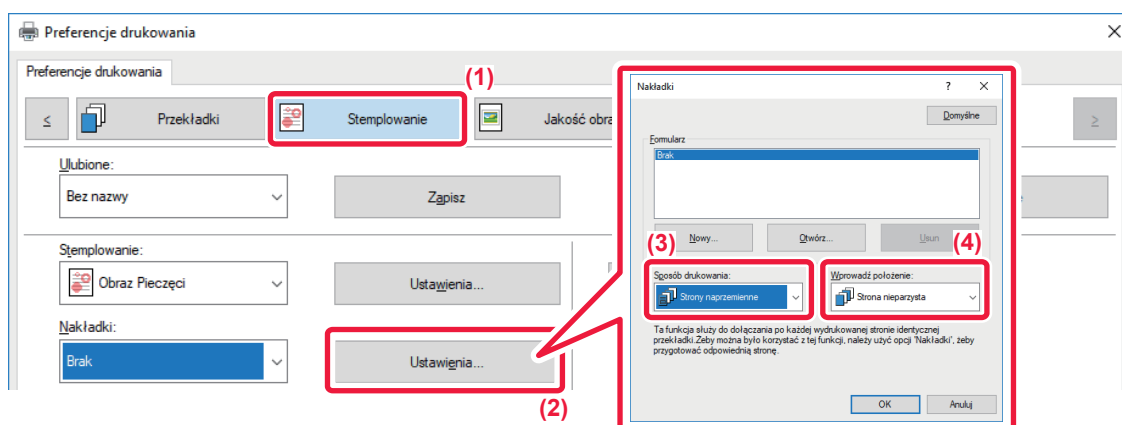 Preferencje drukowania
Preferencje drukowania
(1)
<
Przekładki
Stemplowanie
Jakość obra
>
Ulubione:
Bez nazwy
Zapisz
Stemplowanie:
Obraz Pieczęci
Ustawienia...
Nakładki:
Brak
Ustawienia...
(2)
Nakładki
?
Domyślne
Formularz
Brak
Nowy...
Otwórz...
Usun
(3)
(4)
Sposób drukowania:
Strony naprzemienne
Wprowadź położenie:
Strona nieparzysta
Ta funkcja służy do dołączania po każdej wydrukowanej stronie identycznej
przekładki.Żeby można było korzystać z tej funkcji, należy użyć opcji 'Nakładki', żeby
przygotować odpowiednią stronę.
OK
Anuluj